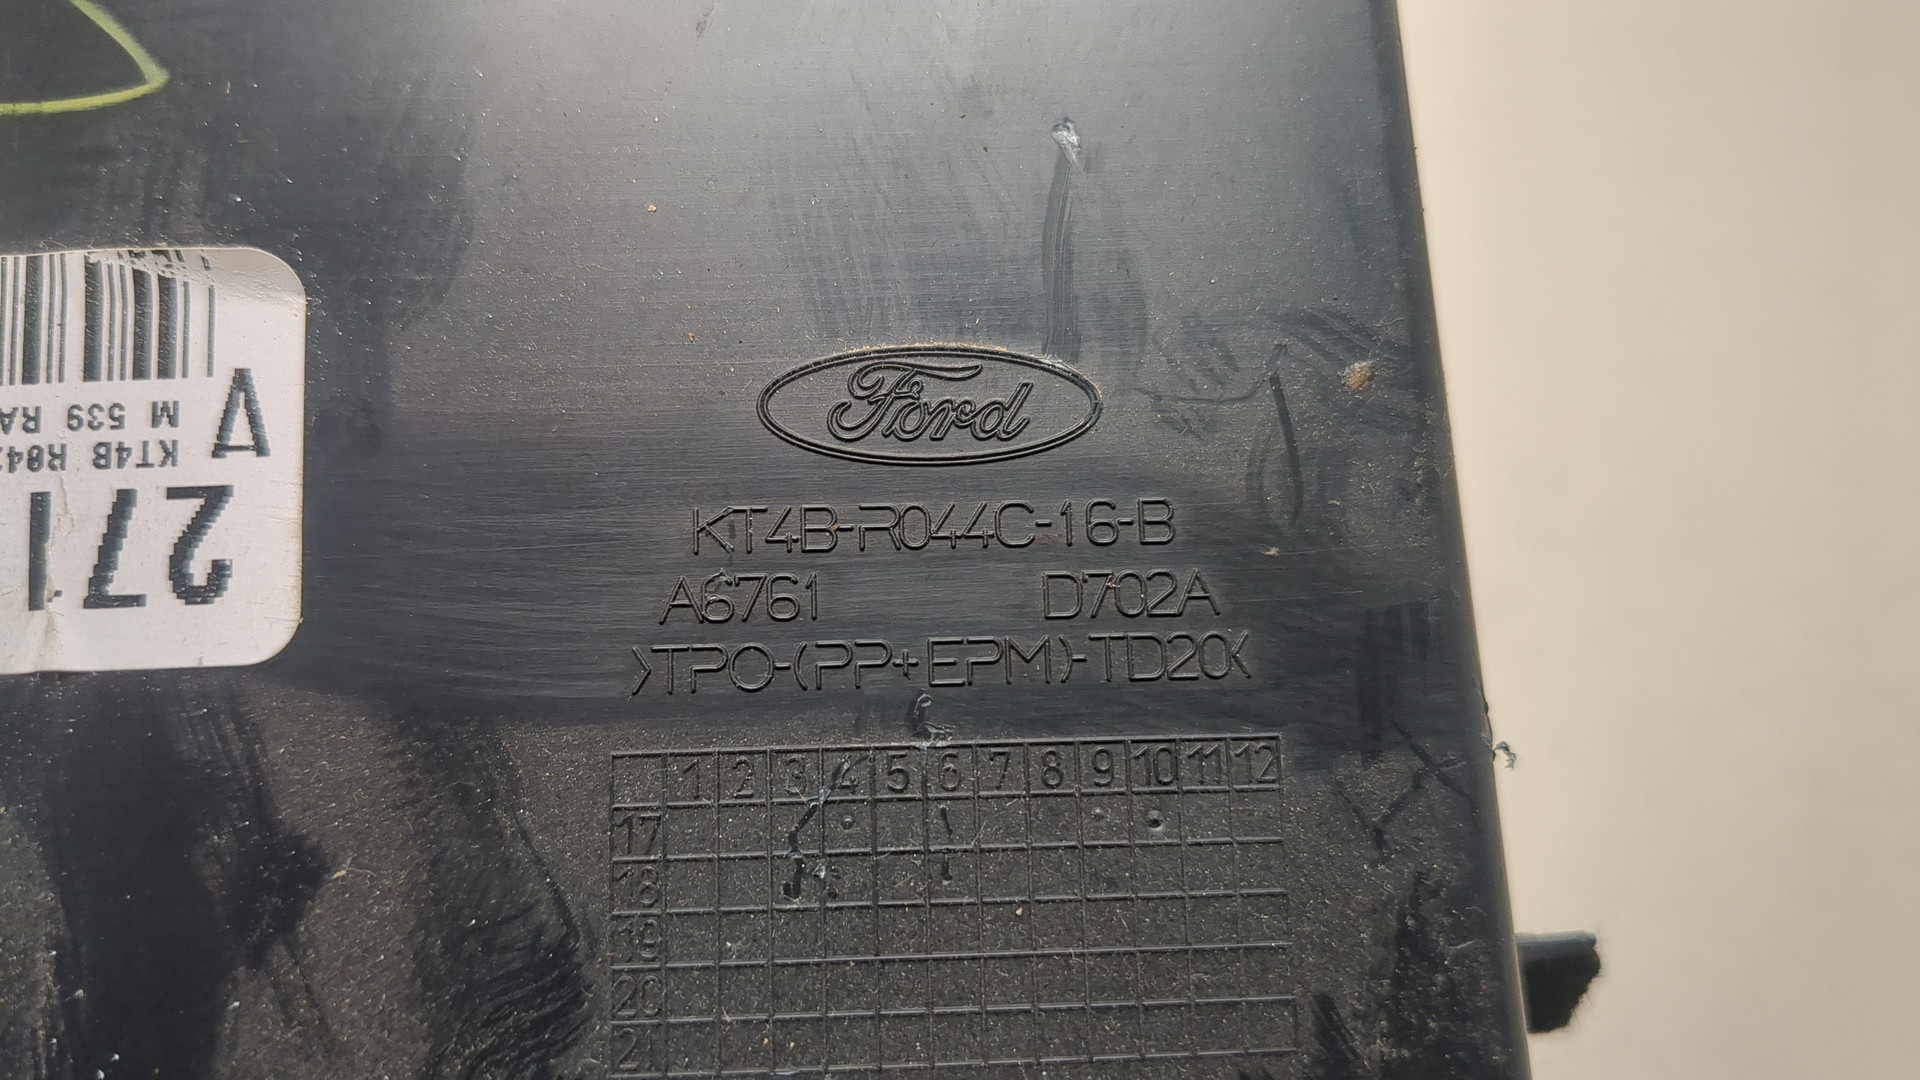 Ford
KT4B-R044C-16-B
A6761 D702A
>TPO-(PP+EPM)-TD20<
1 2 3 4 5 6 7 8 9 10 11 12
17
18
19
20
21
271
KT4B R04
M 539 RA
V